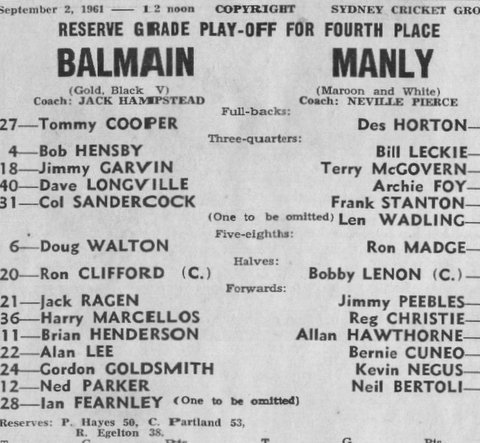 September 2, 1961 — 12 noon COPYRIGHT SYDNEY CRICKET GRO
RESERVE GRADE PLAY-OFF FOR FOURTH PLACE
BALMAIN MANLY
(Gold, Black V) (Maroon and White)
Coach: JACK HAMPSTEAD Coach: NEVILLE PIERCE
Full-backs:
27—Tommy COOPER Des HORTON—
Three-quarters:
4—Bob HENSBY Bill LECKIE—
18—Jimmy GARVIN Terry McGOVERN—
40—Dave LONGVILLE Archie FOY—
31—Col SANDERCOCK Frank STANTON—
(One to be omitted) Len WADLING—
Five-eighths:
6—Doug WALTON Ron MADGE—
Halves:
20—Ron CLIFFORD (C.) Bobby LENON (C.)—
Forwards:
21—Jack RAGEN Jimmy PEEBLES—
36—Harry MARCELLOS Reg CHRISTIE—
11—Brian HENDERSON Allan HAWTHORNE—
22—Alan LEE Bernie CUNEO—
24—Gordon GOLDSMITH Kevin NEGUS—
12—Ned PARKER Neil BERTOLI—
28—Ian FEARNLEY (One to be omitted)
Reserves: P. Hayes 50, C. Partland 53,
R. Egelton 38.